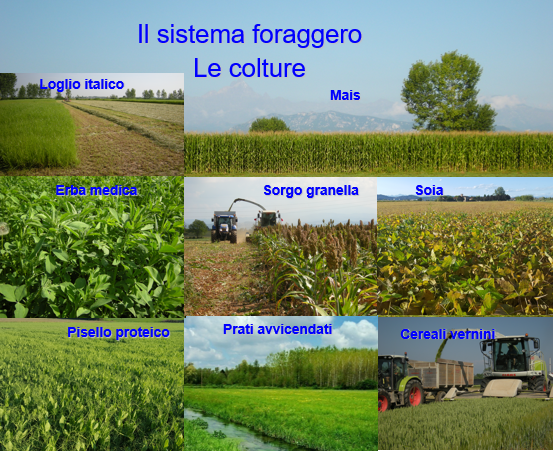 Il sistema foraggero
Le colture
Loglio italico
Mais
Erba medica
Sorgo granella
Soia
Pisello proteico
Prati avvicendati
Cereali vernini